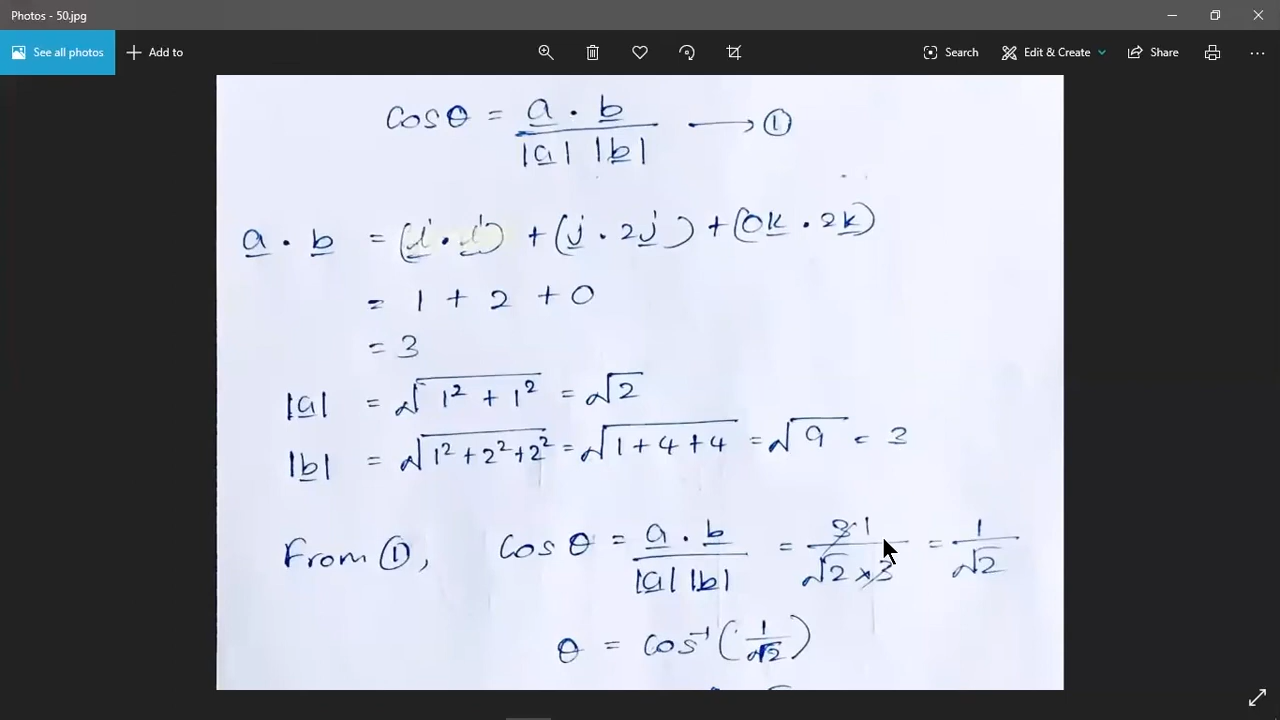 Photos - 50.jpg
See all photos
Add to
Search
Edit & Create
Share
Cosθ = a · b / |a| |b| → ①
a · b = (i · i) + (j · 2j) + (0k · 2k)
= 1 + 2 + 0
= 3
|a| = √(1² + 1²) = √2
|b| = √(1² + 2² + 2²) = √(1 + 4 + 4) = √9 = 3
From ①, Cos θ = a · b / |a| |b| = 3 1 / √2 × 3 = 1 / √2
θ = cos⁻¹ (1/√2)